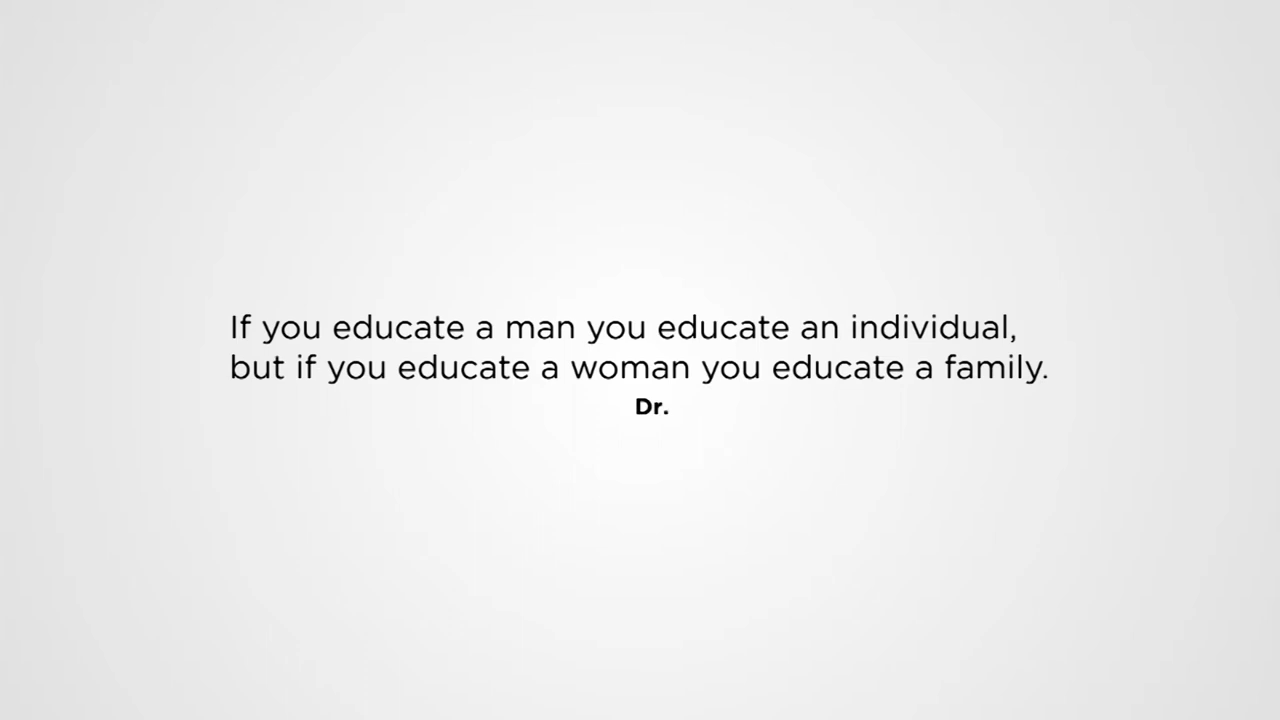 If you educate a man you educate an individual,
but if you educate a woman you educate a family.
Dr.